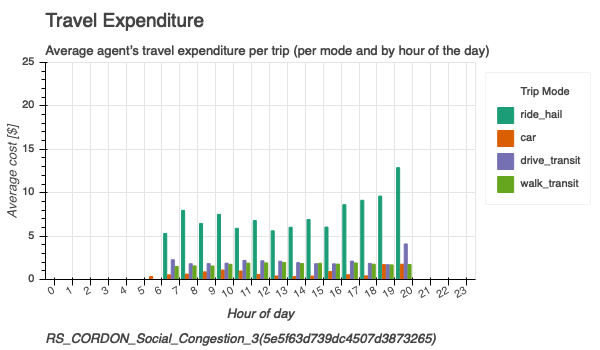 Travel Expenditure
Average agent's travel expenditure per trip (per mode and by hour of the day)
25
20
15
10
5
0
Average cost [$]
0 1 2 3 4 5 6 7 8 9 10 11 12 13 14 15 16 17 18 19 20 21 22 23
Hour of day
Trip Mode
ride_hail
car
drive_transit
walk_transit
RS_CORDON_Social_Congestion_3(5e5f63d739dc4507d3873265)